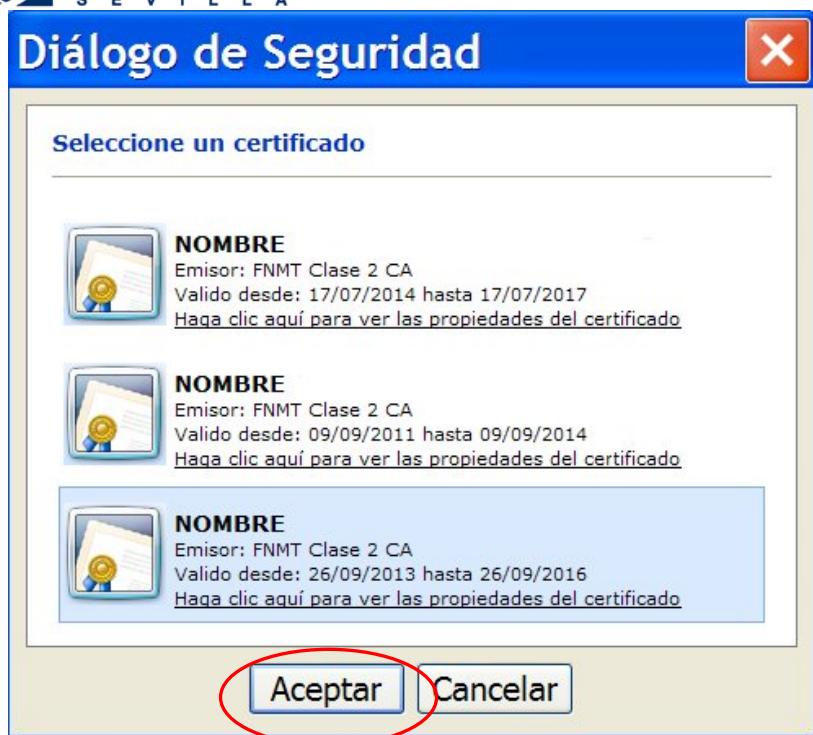 SEVILLA
Diálogo de Seguridad
Seleccione un certificado
NOMBRE
Emisor: FNMT Clase 2 CA
Valido desde: 17/07/2014 hasta 17/07/2017
Haga clic aquí para ver las propiedades del certificado
NOMBRE
Emisor: FNMT Clase 2 CA
Valido desde: 09/09/2011 hasta 09/09/2014
Haga clic aquí para ver las propiedades del certificado
NOMBRE
Emisor: FNMT Clase 2 CA
Valido desde: 26/09/2013 hasta 26/09/2016
Haga clic aquí para ver las propiedades del certificado
Aceptar Cancelar